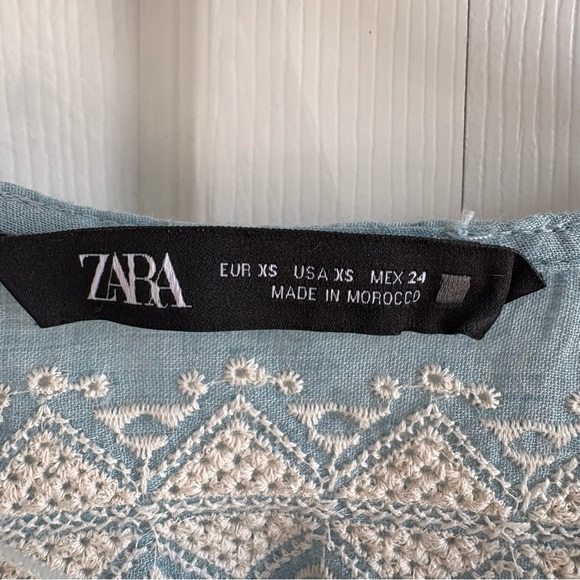 ZARA
EUR XS USA XS MEX 24
MADE IN MOROCCO